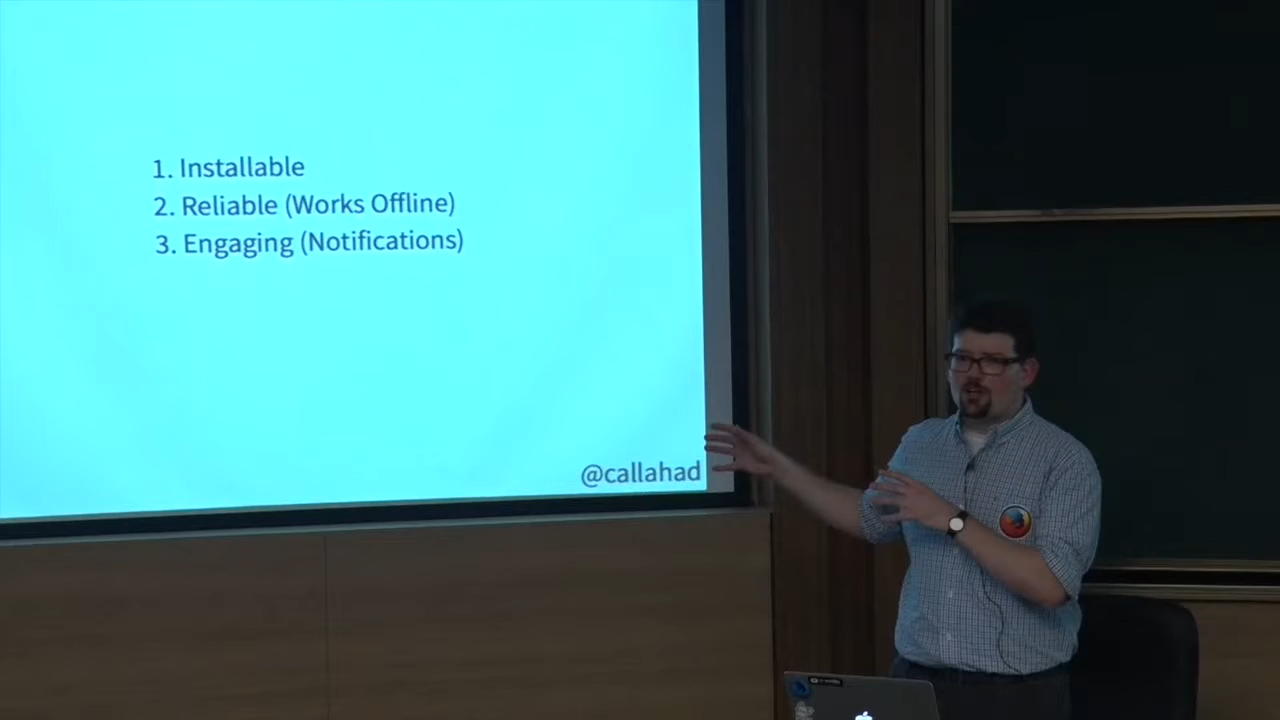 1. Installable
2. Reliable (Works Offline)
3. Engaging (Notifications)
@callahad